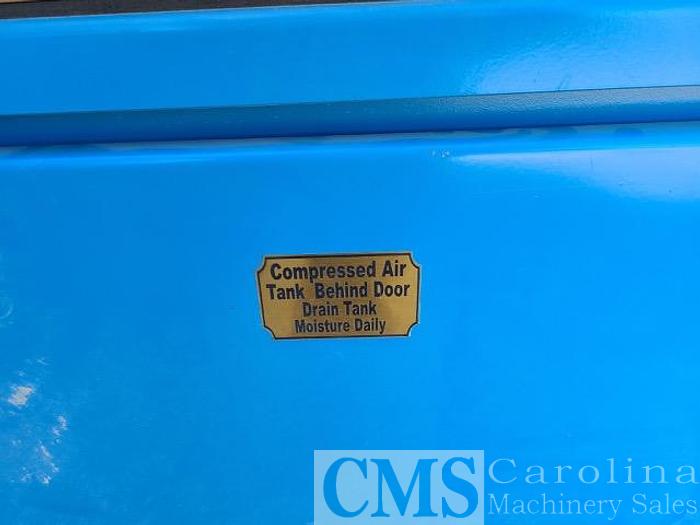 Compressed Air
Tank Behind Door
Drain Tank
Moisture Daily
CMS Carolina
Machinery Sales